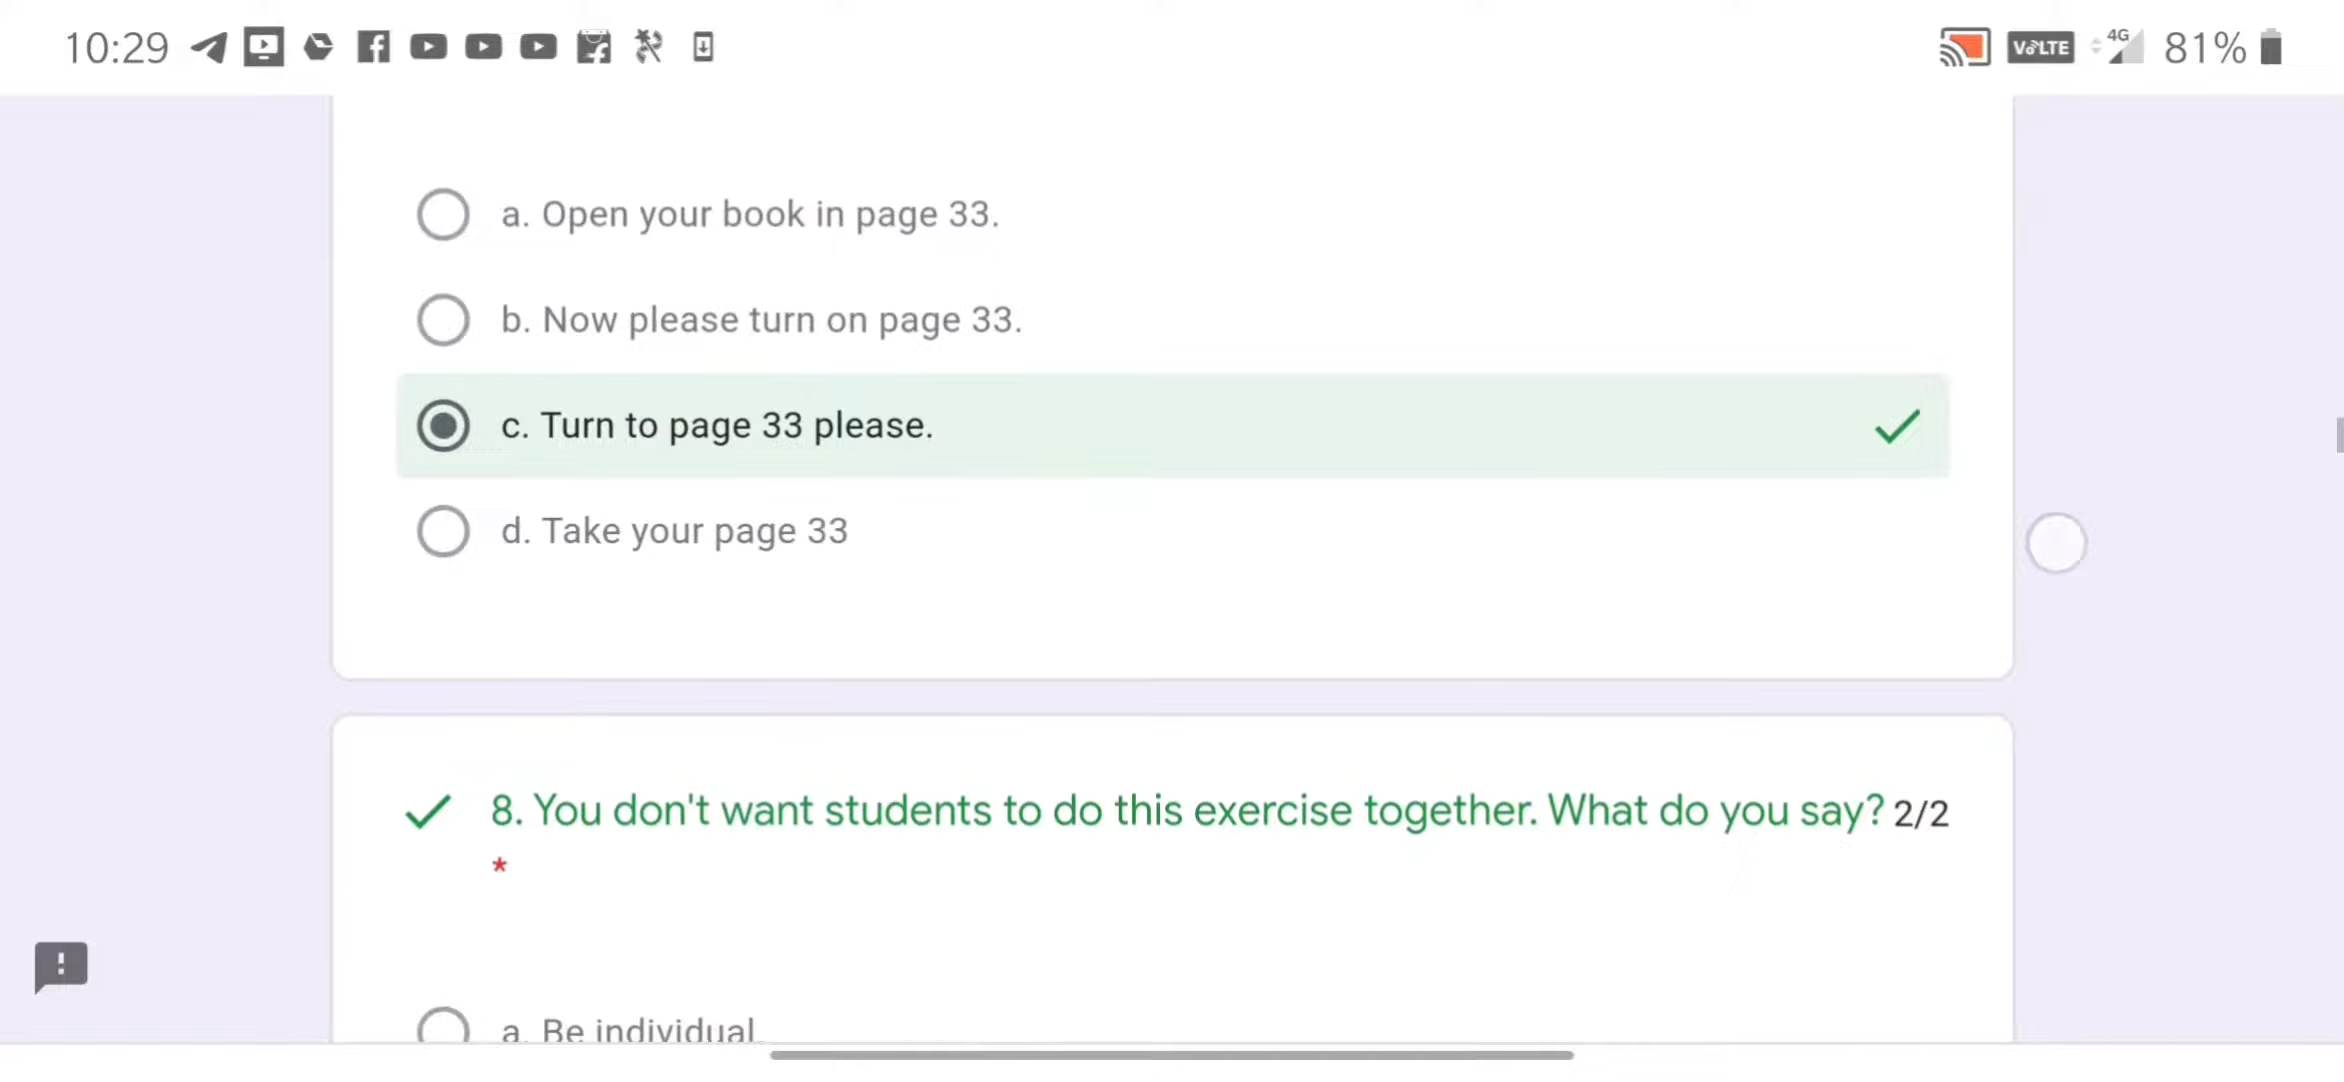 10:29
VoLTE 4G 81%
a. Open your book in page 33.
b. Now please turn on page 33.
c. Turn to page 33 please.
d. Take your page 33
8. You don't want students to do this exercise together. What do you say? 2/2
*
a. Be individual